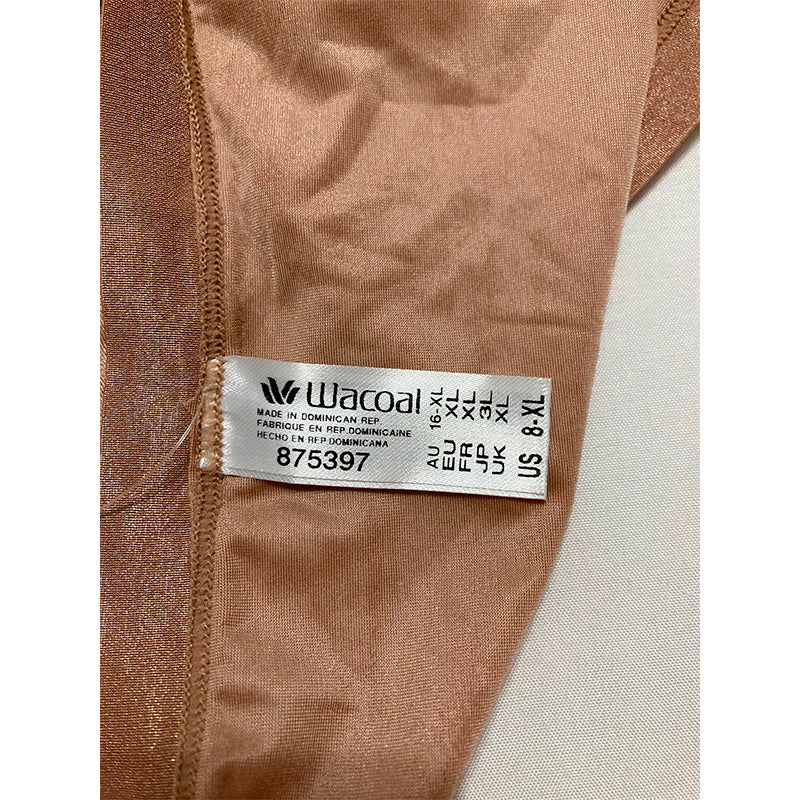 Wacoal
MADE IN DOMINICAN REP
FABRIQUE EN REP.DOMINICAINE
HECHO EN REP.DOMINICANA
875397
AU 16-XL
EU XL
FR XL
JP 3L
UK XL
US 8-XL